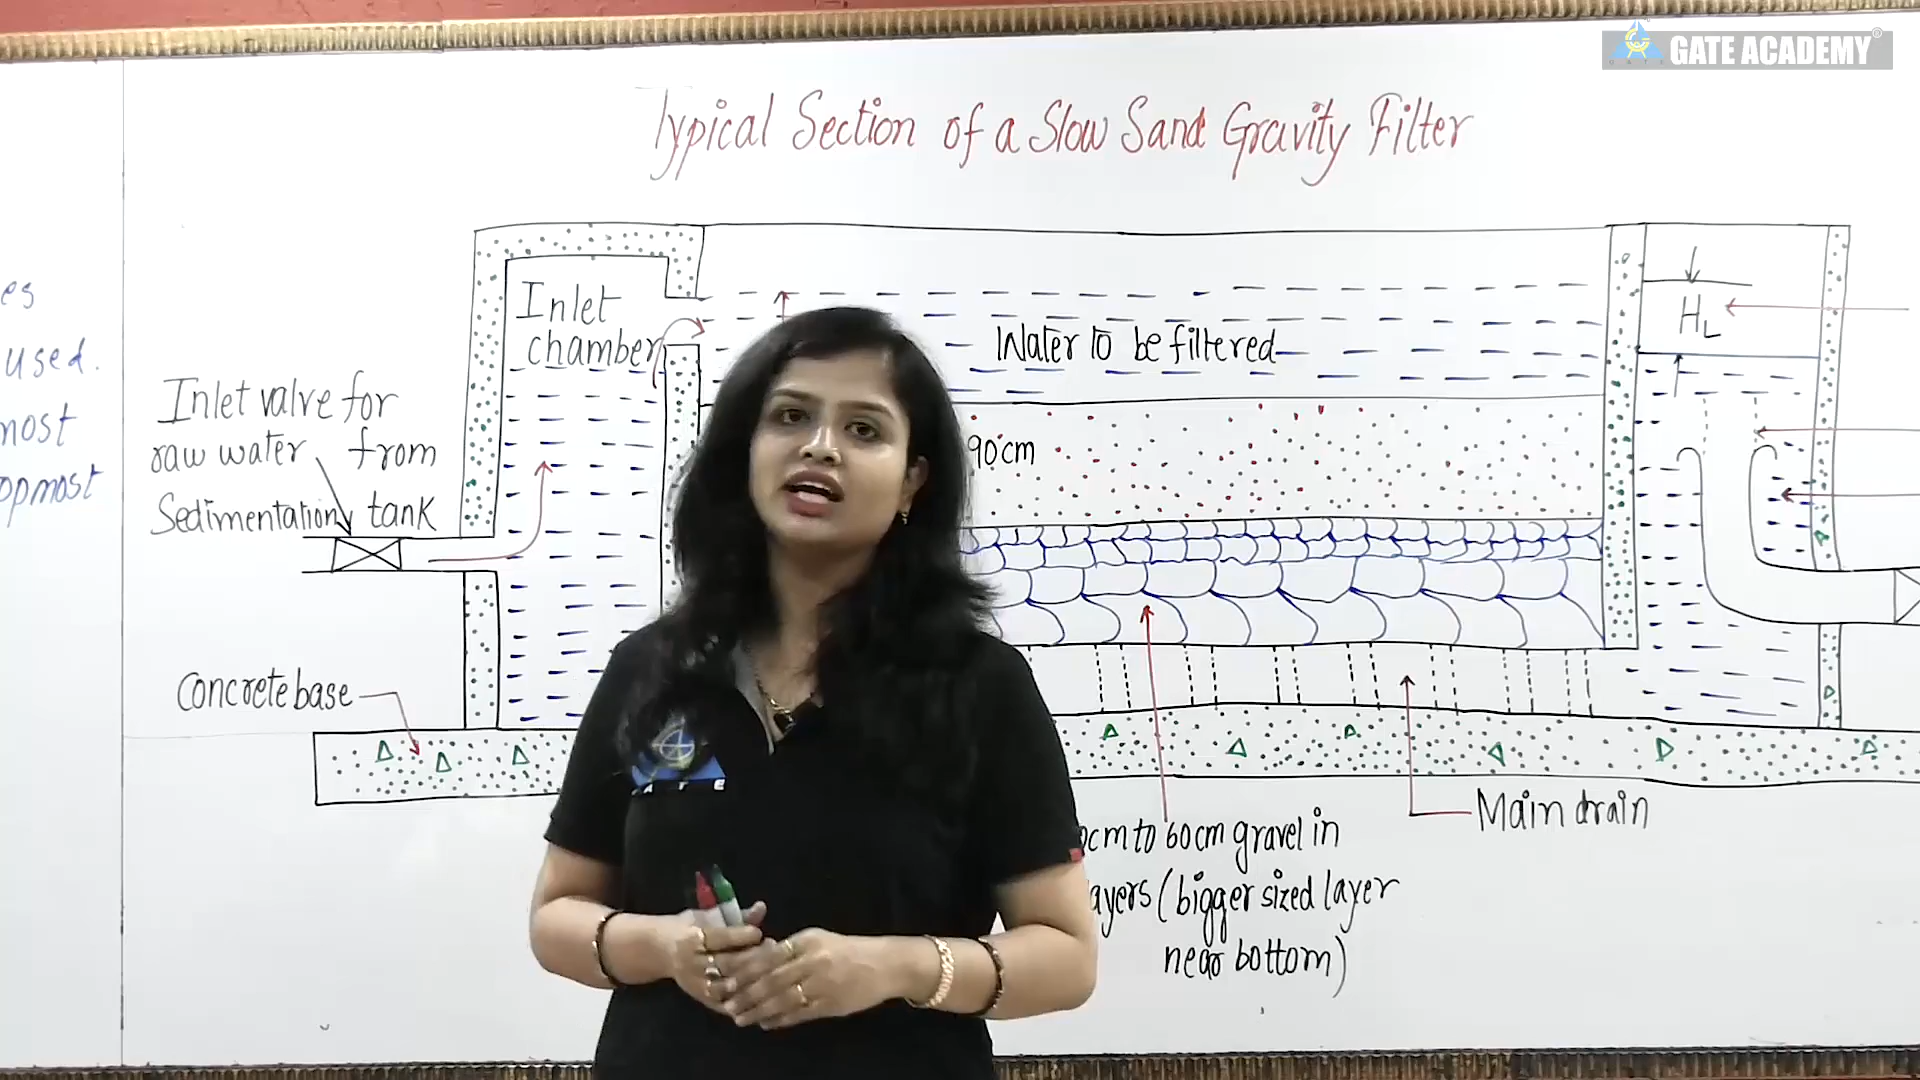 GATE ACADEMY®
Typical Section of a Slow Sand Gravity Filter
es
used.
most
opmost
Inlet
chamber
Water to be filtered
HL
Inlet valve for
raw water from
Sedimentation tank
90cm
Concrete base
Main drain
cm to 60cm gravel in
ayers (bigger sized layer
near bottom)